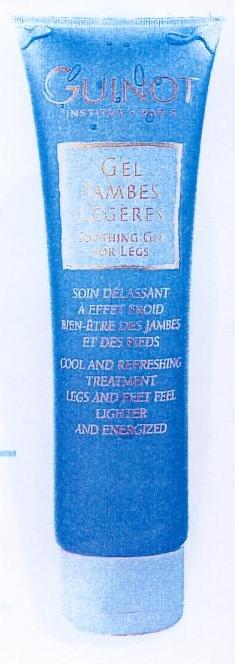 GUINOT
INSTITUT • PARIS
GEL
JAMBES
LÉGÈRES
SOOTHING GEL
FOR LEGS
SOIN DÉLASSANT
À EFFET FROID
BIEN-ÊTRE DES JAMBES
ET DES PIEDS
COOL AND REFRESHING
TREATMENT
LEGS AND FEET FEEL
LIGHTER
AND ENERGIZED